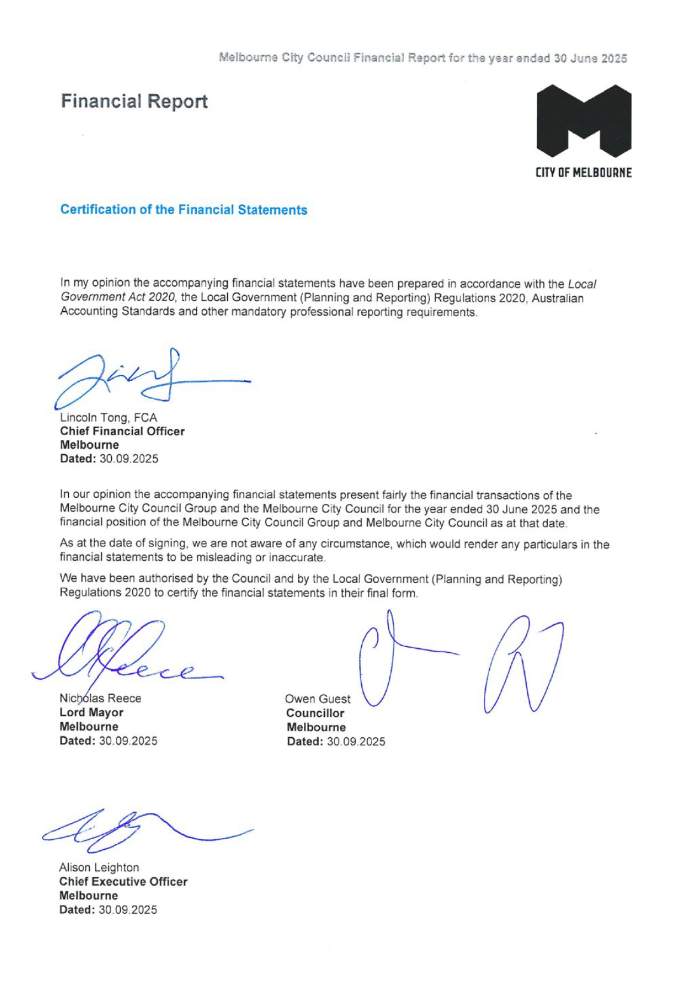 Melbourne City Council Financial Report for the year ended 30 June 2025
Financial Report
CITY OF MELBOURNE
Certification of the Financial Statements
In my opinion the accompanying financial statements have been prepared in accordance with the Local
Government Act 2020, the Local Government (Planning and Reporting) Regulations 2020, Australian
Accounting Standards and other mandatory professional reporting requirements.
Lincoln Tong, FCA
Chief Financial Officer
Melbourne
Dated: 30.09.2025
In our opinion the accompanying financial statements present fairly the financial transactions of the
Melbourne City Council Group and the Melbourne City Council for the year ended 30 June 2025 and the
financial position of the Melbourne City Council Group and Melbourne City Council as at that date.
As at the date of signing, we are not aware of any circumstance, which would render any particulars in the
financial statements to be misleading or inaccurate.
We have been authorised by the Council and by the Local Government (Planning and Reporting)
Regulations 2020 to certify the financial statements in their final form.
Nicholas Reece
Lord Mayor
Melbourne
Dated: 30.09.2025
Owen Guest
Councillor
Melbourne
Dated: 30.09.2025
Alison Leighton
Chief Executive Officer
Melbourne
Dated: 30.09.2025